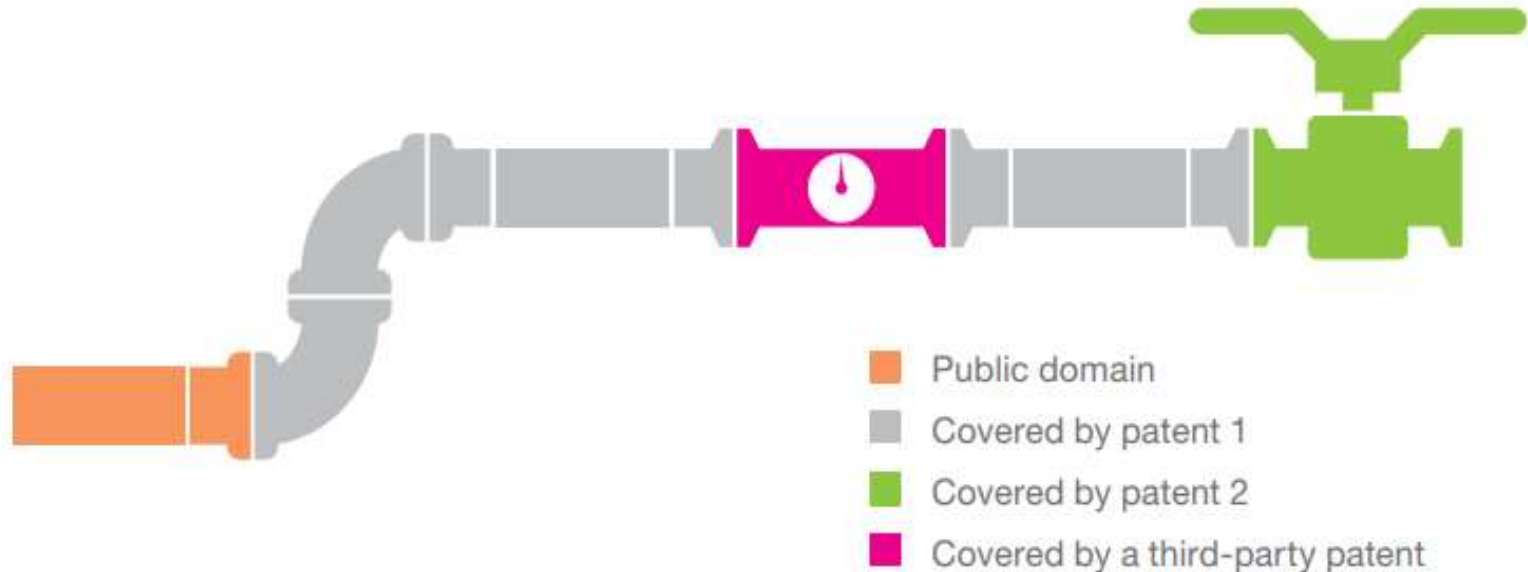 Public domain
Covered by patent 1
Covered by patent 2
Covered by a third-party patent